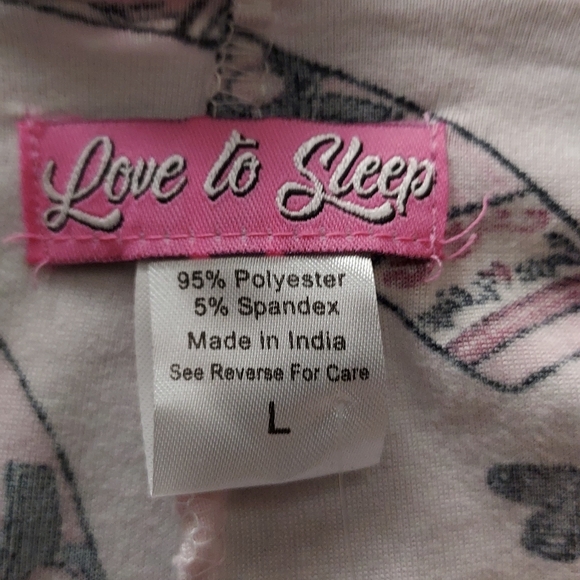 Love to Sleep
95% Polyester
5% Spandex
Made in India
See Reverse For Care
L